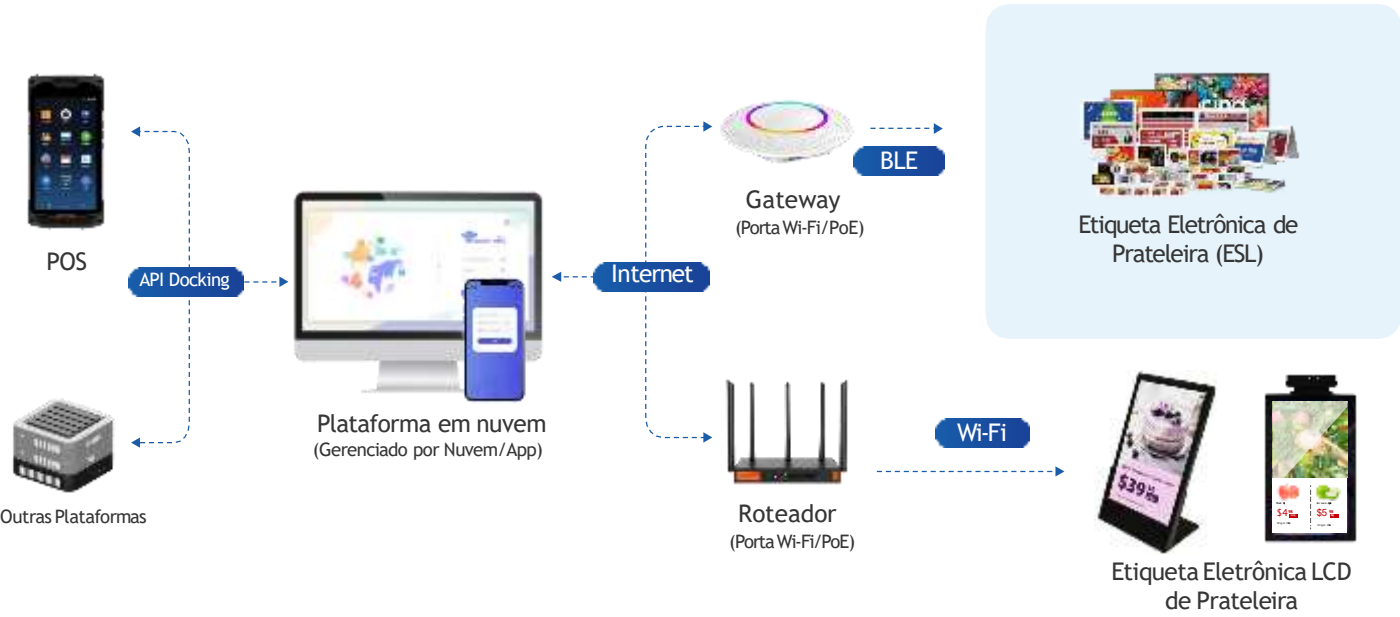 POS
API Docking
Outras Plataformas
Plataforma em nuvem
(Gerenciado por Nuvem/App)
Internet
Gateway
(Porta Wi-Fi/PoE)
BLE
Etiqueta Eletrônica de
Prateleira (ESL)
Roteador
(Porta Wi-Fi/PoE)
Wi-Fi
$39
$4
$5
Etiqueta Eletrônica LCD
de Prateleira